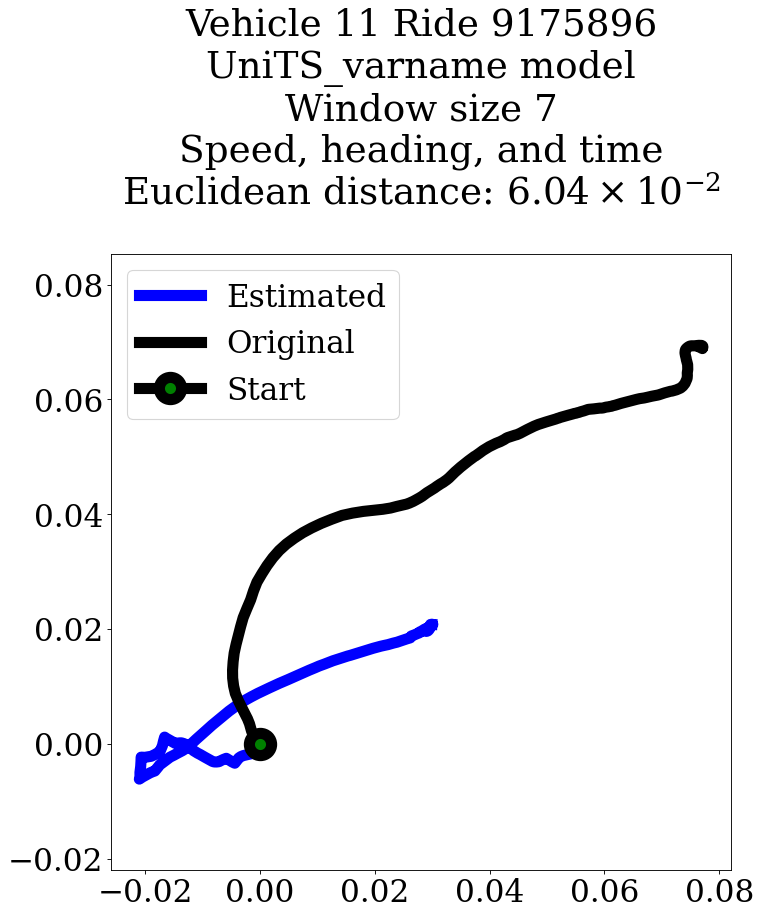 Vehicle 11 Ride 9175896
UniTS_varname model
Window size 7
Speed, heading, and time
Euclidean distance: 6.04 × 10⁻²
Estimated
Original
Start
0.08
0.06
0.04
0.02
0.00
−0.02
−0.02 0.00 0.02 0.04 0.06 0.08